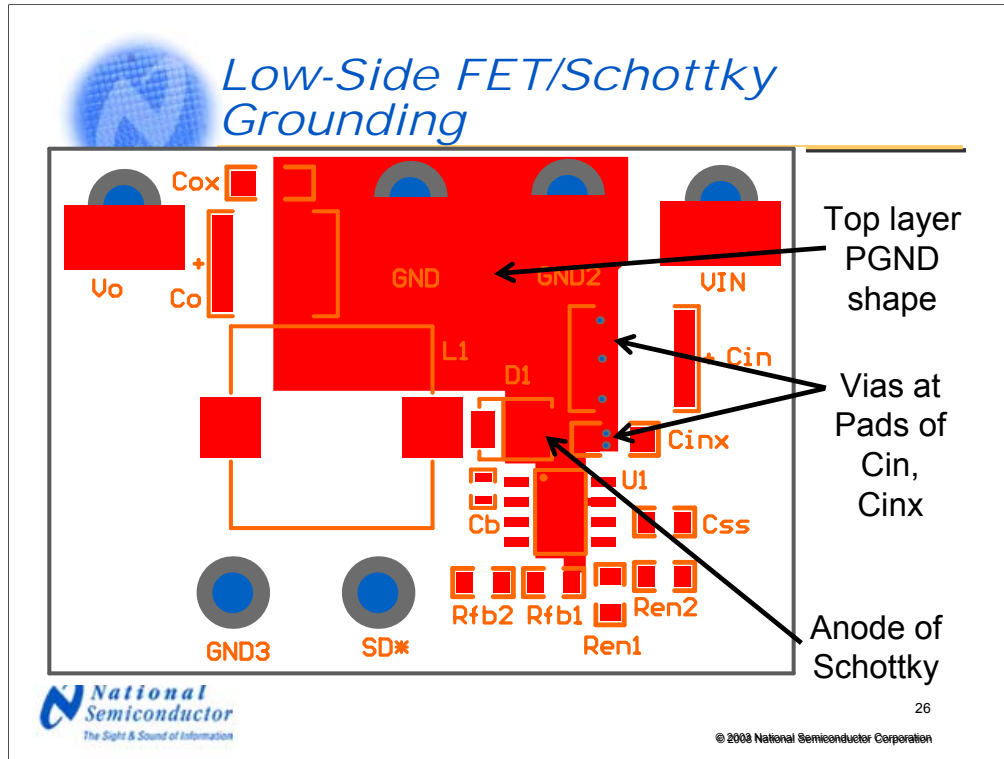 Low-Side FET/Schottky
Grounding
Cox
Vo
+
Co
GND
GND2
VIN
L1
D1
+ Cin
Cinx
U1
Cb
Css
Rfb2
Rfb1
Ren2
Ren1
GND3
SD*
Top layer
PGND
shape
Vias at
Pads of
Cin,
Cinx
Anode of
Schottky
National
Semiconductor
The Sight & Sound of Information
26
© 2003 National Semiconductor Corporation